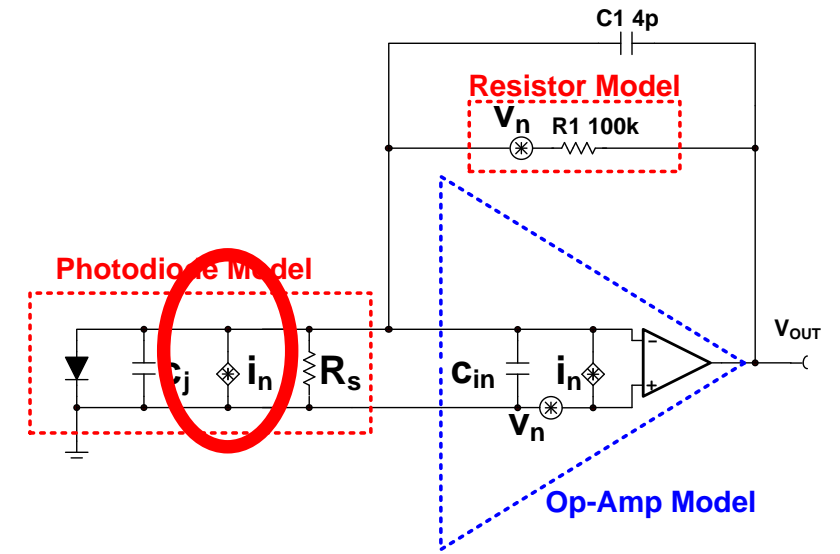 C1 4p
Resistor Model
vn
R1 100k
Photodiode Model
VOUT
cj
in
Rs
cin
in
−
+
vn
Op-Amp Model